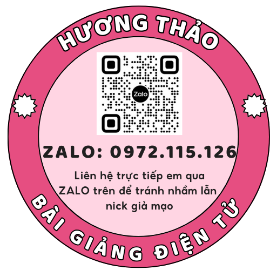 HƯƠNG THẢO
Zalo
ZALO: 0972.115.126
Liên hệ trực tiếp em qua
ZALO trên để tránh nhầm lẫn
nick giả mạo
BÀI GIẢNG ĐIỆN TỬ